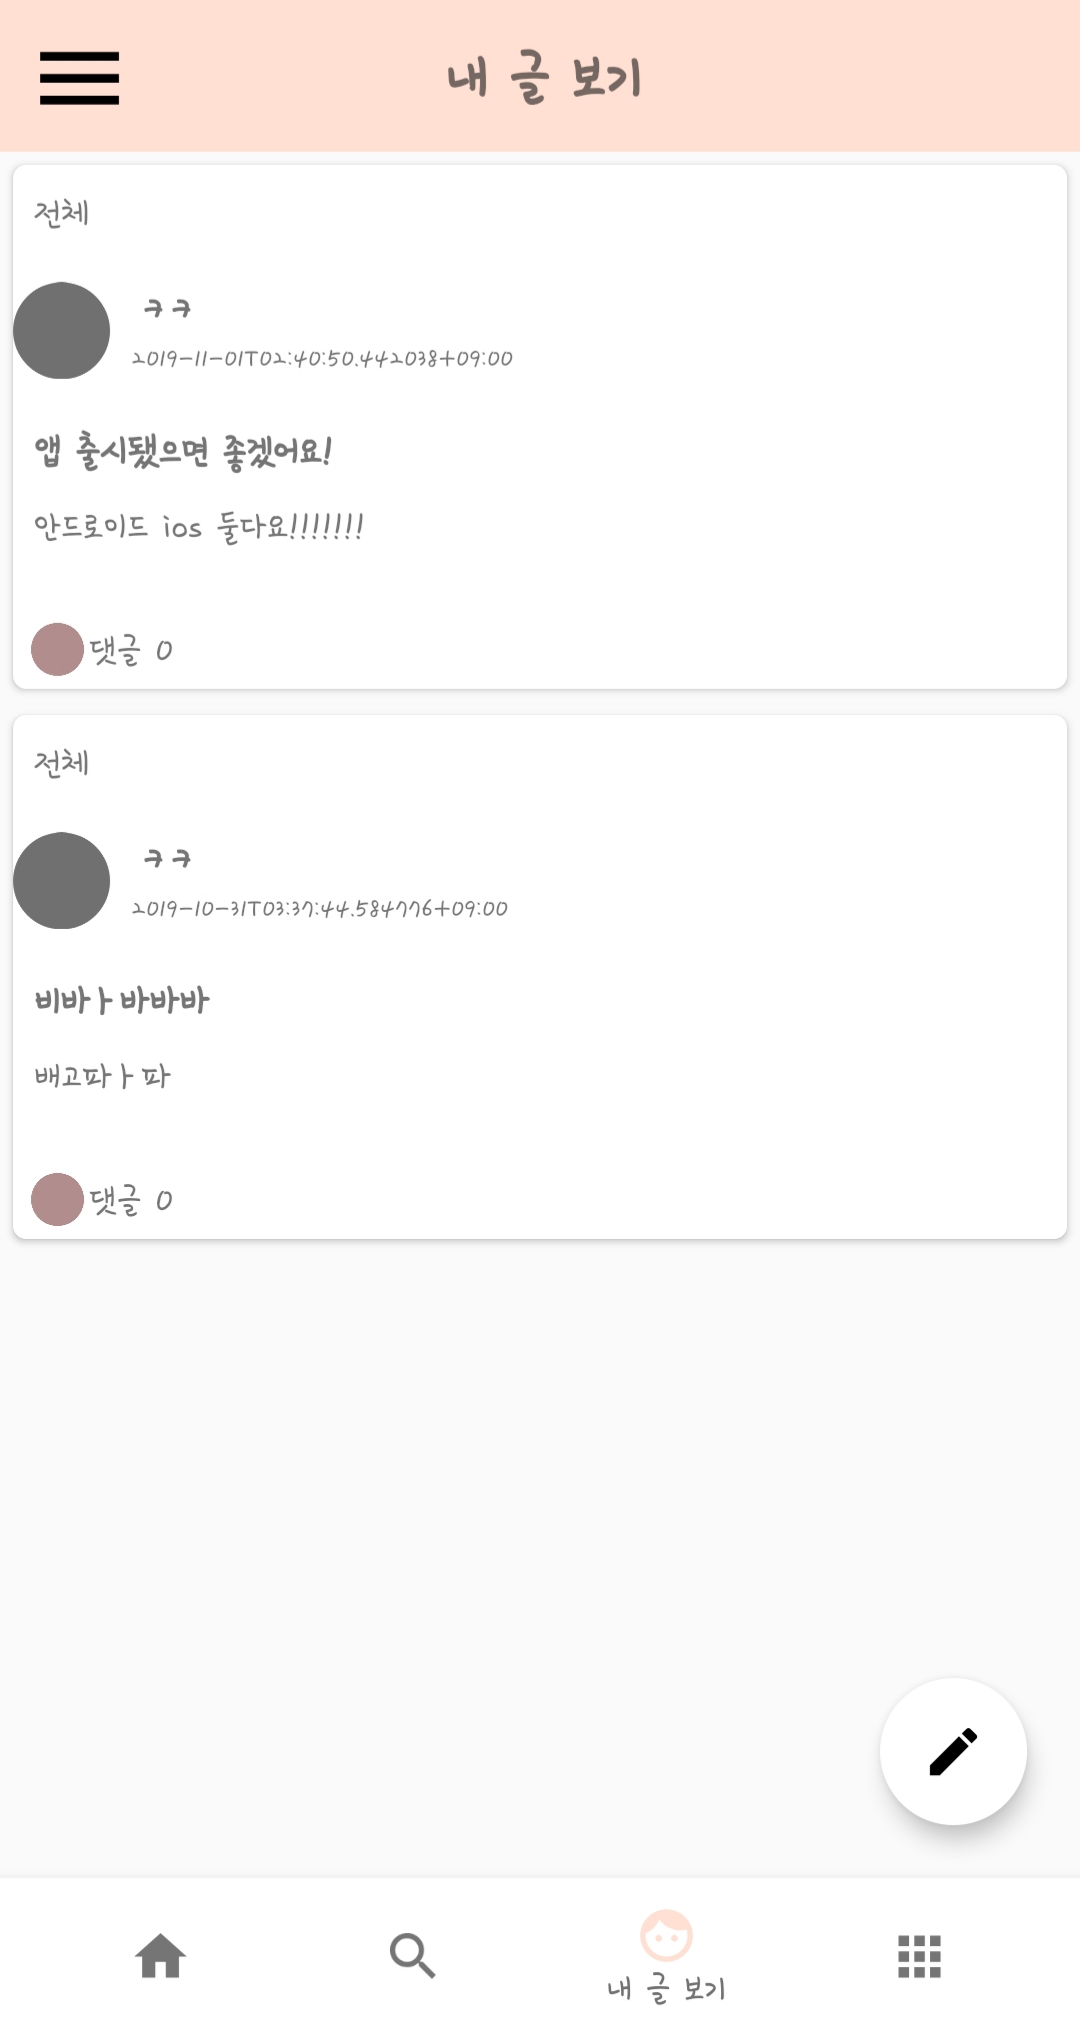 내 글 보기
전체
ㅋㅋ
2019-11-01T02:40:50.442038+09:00
앱 출시됐으면 좋겠어요!
안드로이드 ios 둘다요!!!!!!!
댓글 0
전체
ㅋㅋ
2019-10-31T03:37:44.584776+09:00
비바ㅏ바바바
배고파ㅏ파
댓글 0
내 글 보기